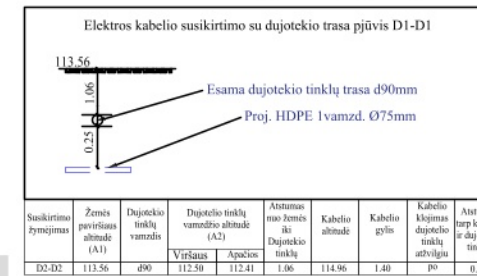 Elektros kabelio susikirtimo su dujotekio trasa pjūvis D1-D1
113.56
1.06
Esama dujotekio tinklų trasa d90mm
Proj. HDPE 1vamzd. Ø75mm
0.25
Susikirtimo žymėjimas
Žemės paviršiaus altitudė (A1)
Dujotekio tinklų vamzdis
Dujotelio tinklų vamzdžio altitudė (A2)
Viršaus
Apačios
Atstumas nuo žemės iki Dujotekio tinklų
Kabelio altitudė
Kabelio gylis
Kabelio klojimas dujotelio tinklų atžvilgiu
D2-D2 113.56 d90 112.50 112.41 1.06 114.96 1.40 po